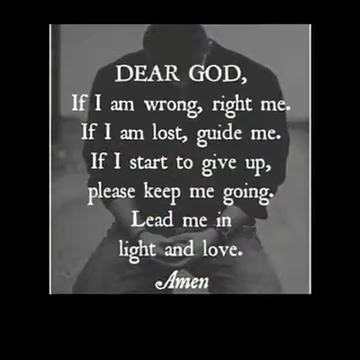 DEAR GOD,
If I am wrong, right me.
If I am lost, guide me.
If I start to give up,
please keep me going.
Lead me in
light and love.
Amen